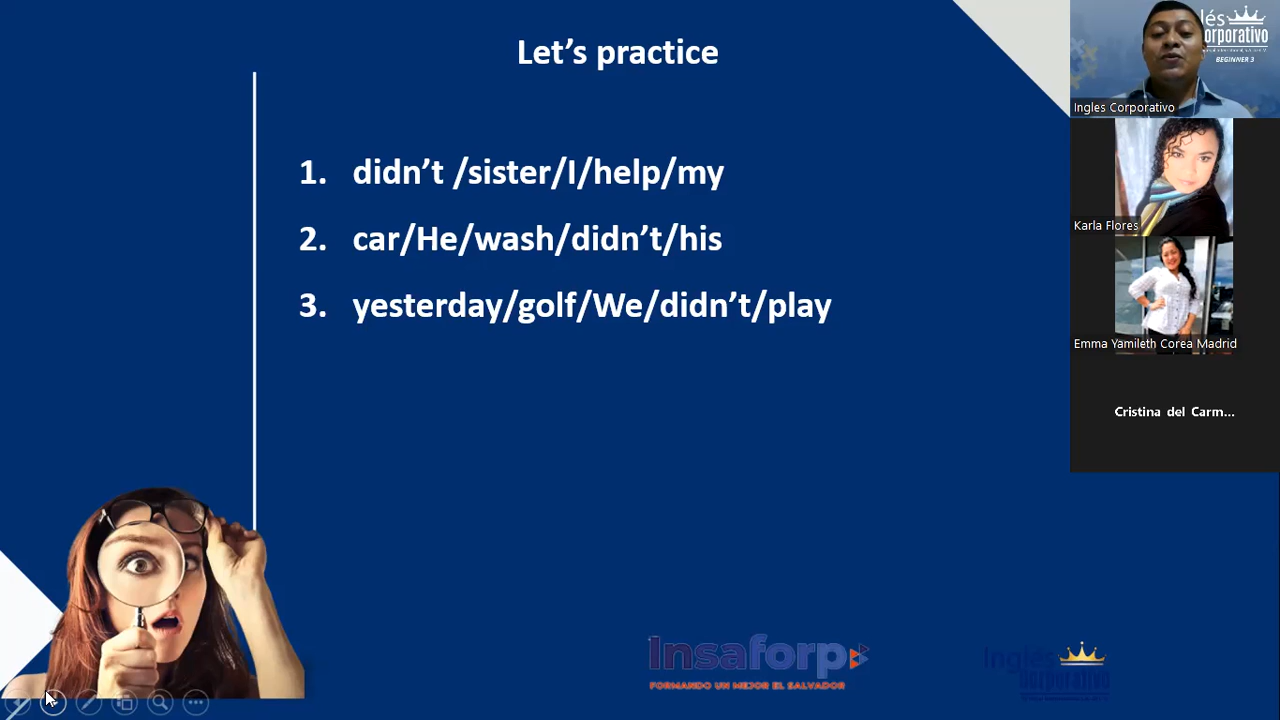 Let's practice
1. didn't /sister/I/help/my
2. car/He/wash/didn't/his
3. yesterday/golf/We/didn't/play
Insaforp
FORMANDO UN MEJOR EL SALVADOR
Inglés
Corporativo
lés
orporativo
BEGINNER 3
Ingles Corporativo
Karla Flores
Emma Yamileth Corea Madrid
Cristina del Carm...